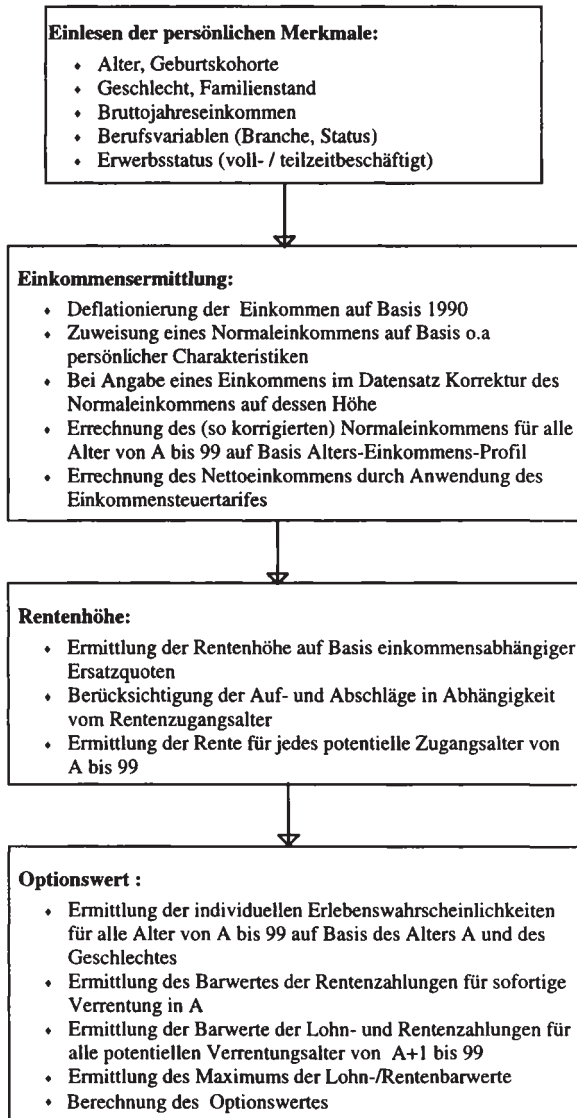 Einlesen der persönlichen Merkmale:
• Alter, Geburtskohorte
• Geschlecht, Familienstand
• Bruttojahreseinkommen
• Berufsvariablen (Branche, Status)
• Erwerbsstatus (voll- / teilzeitbeschäftigt)
Einkommensermittlung:
• Deflationierung der Einkommen auf Basis 1990
• Zuweisung eines Normaleinkommens auf Basis o.a
persönlicher Charakteristiken
• Bei Angabe eines Einkommens im Datensatz Korrektur des
Normaleinkommens auf dessen Höhe
• Errechnung des (so korrigierten) Normaleinkommens für alle
Alter von A bis 99 auf Basis Alters-Einkommens-Profil
• Errechnung des Nettoeinkommens durch Anwendung des
Einkommensteuertarifes
Rentenhöhe:
• Ermittlung der Rentenhöhe auf Basis einkommensabhängiger
Ersatzquoten
• Berücksichtigung der Auf- und Abschläge in Abhängigkeit
vom Rentenzugangsalter
• Ermittlung der Rente für jedes potentielle Zugangsalter von
A bis 99
Optionswert :
• Ermittlung der individuellen Erlebenswahrscheinlichkeiten
für alle Alter von A bis 99 auf Basis des Alters A und des
Geschlechtes
• Ermittlung des Barwertes der Rentenzahlungen für sofortige
Verrentung in A
• Ermittlung der Barwerte der Lohn- und Rentenzahlungen für
alle potentiellen Verrentungsalter von A+1 bis 99
• Ermittlung des Maximums der Lohn-/Rentenbarwerte
• Berechnung des Optionswertes